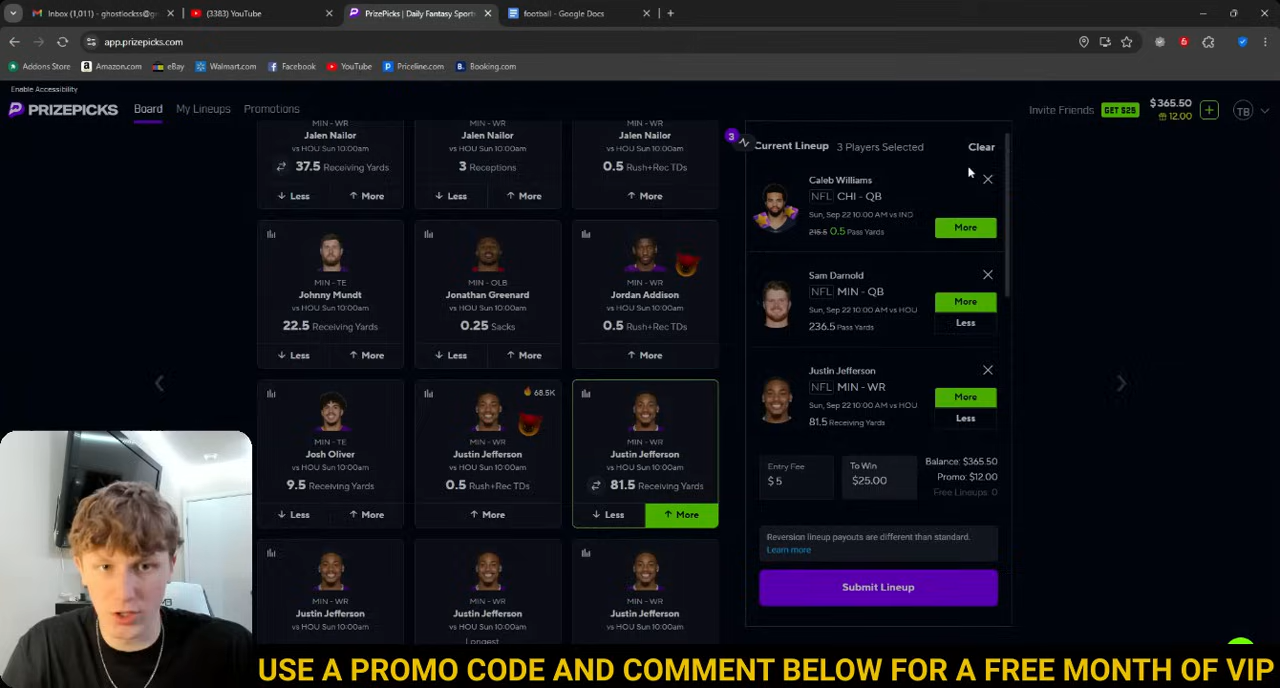 Inbox (1,011) - ghostlockss@g
(3383) YouTube
PrizePicks | Daily Fantasy Sport
football - Google Docs
app.prizepicks.com
Addons Store
Amazon.com
eBay
Walmart.com
Facebook
YouTube
Priceline.com
Booking.com
Enable Accessibility
PRIZEPICKS
Board
My Lineups
Promotions
Invite Friends
GET $25
$365.50
12.00
TB
MIN - WR
Jalen Nailor
37.5 Receiving Yards
Less
More
MIN - WR
Jalen Nailor
3 Receptions
Less
More
MIN - WR
Jalen Nailor
0.5 Rush+Rec TDs
More
MIN - TE
Johnny Mundt
vs HOU Sun 10:00am
22.5 Receiving Yards
Less
More
MIN - OLB
Jonathan Greenard
vs HOU Sun 10:00am
0.25 Sacks
Less
More
MIN - WR
Jordan Addison
vs HOU Sun 10:00am
0.5 Rush+Rec TDs
More
MIN - TE
Josh Oliver
vs HOU Sun 10:00am
9.5 Receiving Yards
Less
More
68.5K
MIN - WR
Justin Jefferson
vs HOU Sun 10:00am
0.5 Rush+Rec TDs
More
MIN - WR
Justin Jefferson
vs HOU Sun 10:00am
81.5 Receiving Yards
Less
More
MIN - WR
Justin Jefferson
vs HOU Sun 10:00am
MIN - WR
Justin Jefferson
vs HOU Sun 10:00am
Longest
MIN - WR
Justin Jefferson
vs HOU Sun 10:00am
3
Current Lineup
3 Players Selected
Clear
Caleb Williams
NFL CHI - QB
Sun, Sep 22 10:00 AM vs IND
215.5 0.5 Pass Yards
More
Sam Darnold
NFL MIN - QB
Sun, Sep 22 10:00 AM vs HOU
236.5 Pass Yards
More
Less
Justin Jefferson
NFL MIN - WR
Sun, Sep 22 10:00 AM vs HOU
81.5 Receiving Yards
More
Less
Entry Fee
$ 5
To Win
$25.00
Balance: $365.50
Promo: $12.00
Free Lineups: 0
Reversion lineup payouts are different than standard.
Learn more
Submit Lineup
USE A PROMO CODE AND COMMENT BELOW FOR A FREE MONTH OF VIP